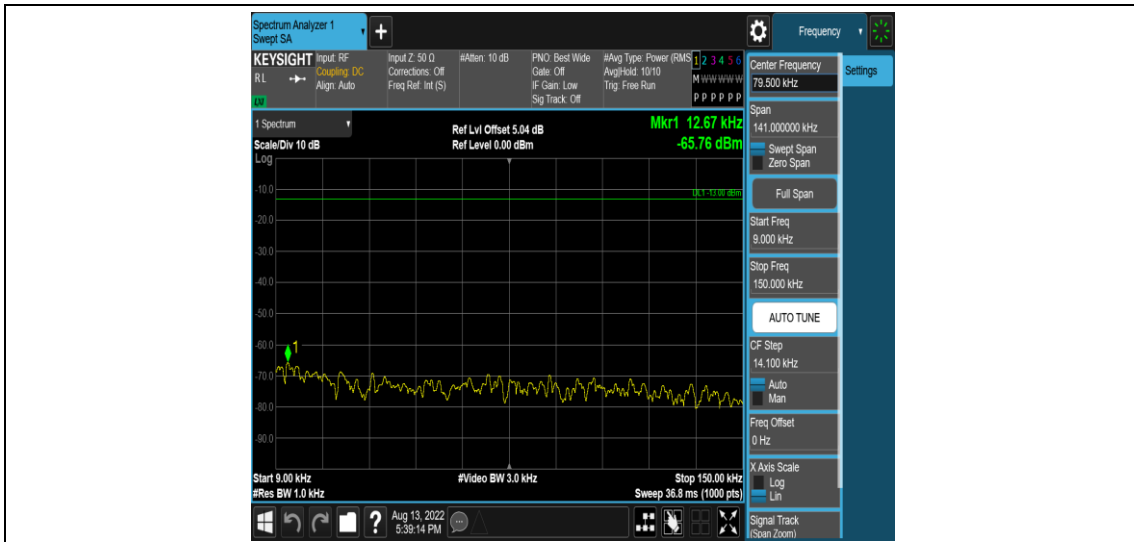 Spectrum Analyzer 1
Swept SA
+
Frequency
KEYSIGHT
RL
LXI
Input: RF
Coupling: DC
Align: Auto
Input Z: 50 Ω
Corrections: Off
Freq Ref: Int (S)
#Atten: 10 dB
PNO: Best Wide
Gate: Off
IF Gain: Low
Sig Track: Off
#Avg Type: Power (RMS
Avg|Hold: 10/10
Trig: Free Run
1 2 3 4 5 6
M W W W W W
P P P P P P
1 Spectrum
Scale/Div 10 dB
Log
Ref Lvl Offset 5.04 dB
Ref Level 0.00 dBm
Mkr1 12.67 kHz
-65.76 dBm
DL1 -13.00 dBm
-10.0
-20.0
-30.0
-40.0
-50.0
-60.0
-70.0
-80.0
-90.0
1
Start 9.00 kHz
#Video BW 3.0 kHz
Stop 150.00 kHz
#Res BW 1.0 kHz
Sweep 36.8 ms (1000 pts)
?
Aug 13, 2022
5:39:14 PM
Center Frequency
79.500 kHz
Settings
Span
141.000000 kHz
Swept Span
Zero Span
Full Span
Start Freq
9.000 kHz
Stop Freq
150.000 kHz
AUTO TUNE
CF Step
14.100 kHz
Auto
Man
Freq Offset
0 Hz
X Axis Scale
Log
Lin
Signal Track
(Span Zoom)